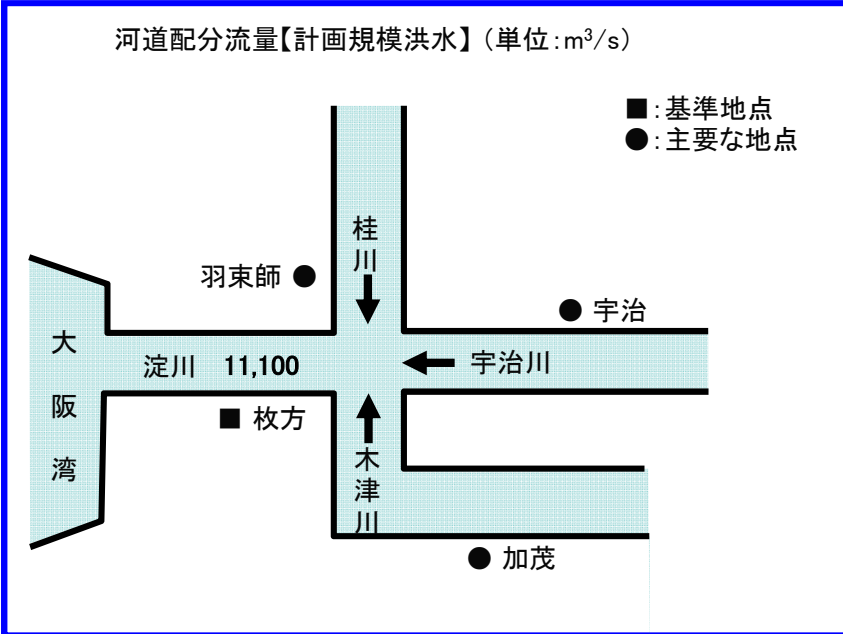 河道配分流量【計画規模洪水】（単位：m³/s）
■：基準地点
●：主要な地点
桂川
羽束師 ●
● 宇治
大阪湾
淀川 11,100
宇治川
■ 枚方
木津川
● 加茂